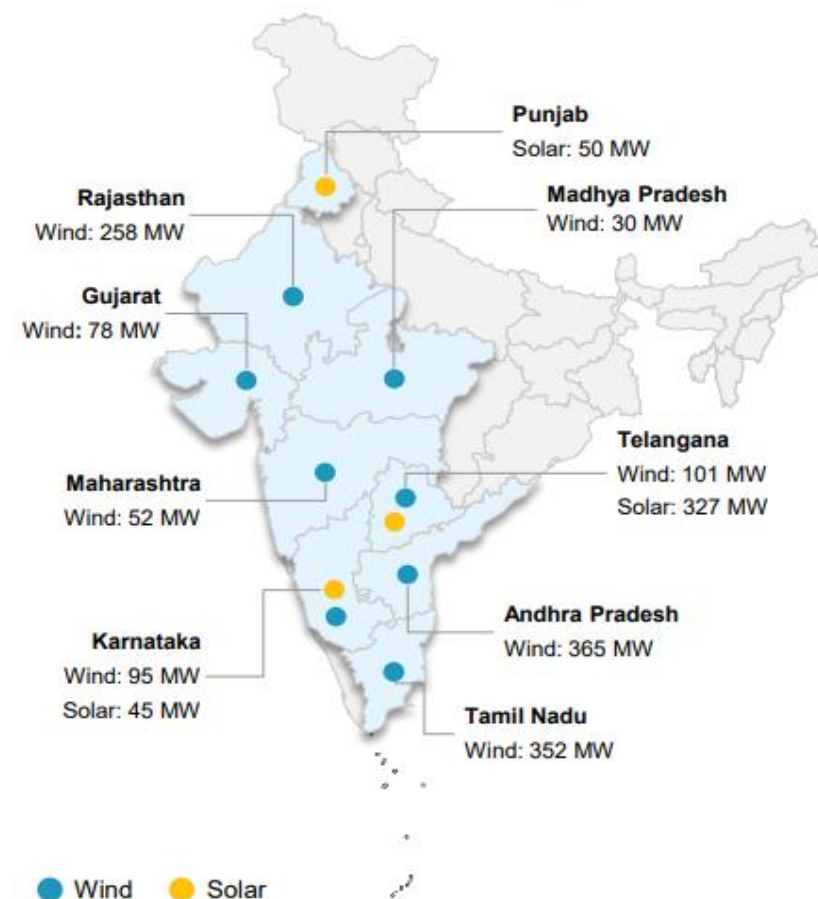 Punjab
Solar: 50 MW
Rajasthan
Wind: 258 MW
Madhya Pradesh
Wind: 30 MW
Gujarat
Wind: 78 MW
Telangana
Wind: 101 MW
Solar: 327 MW
Maharashtra
Wind: 52 MW
Andhra Pradesh
Wind: 365 MW
Karnataka
Wind: 95 MW
Solar: 45 MW
Tamil Nadu
Wind: 352 MW
Wind Solar